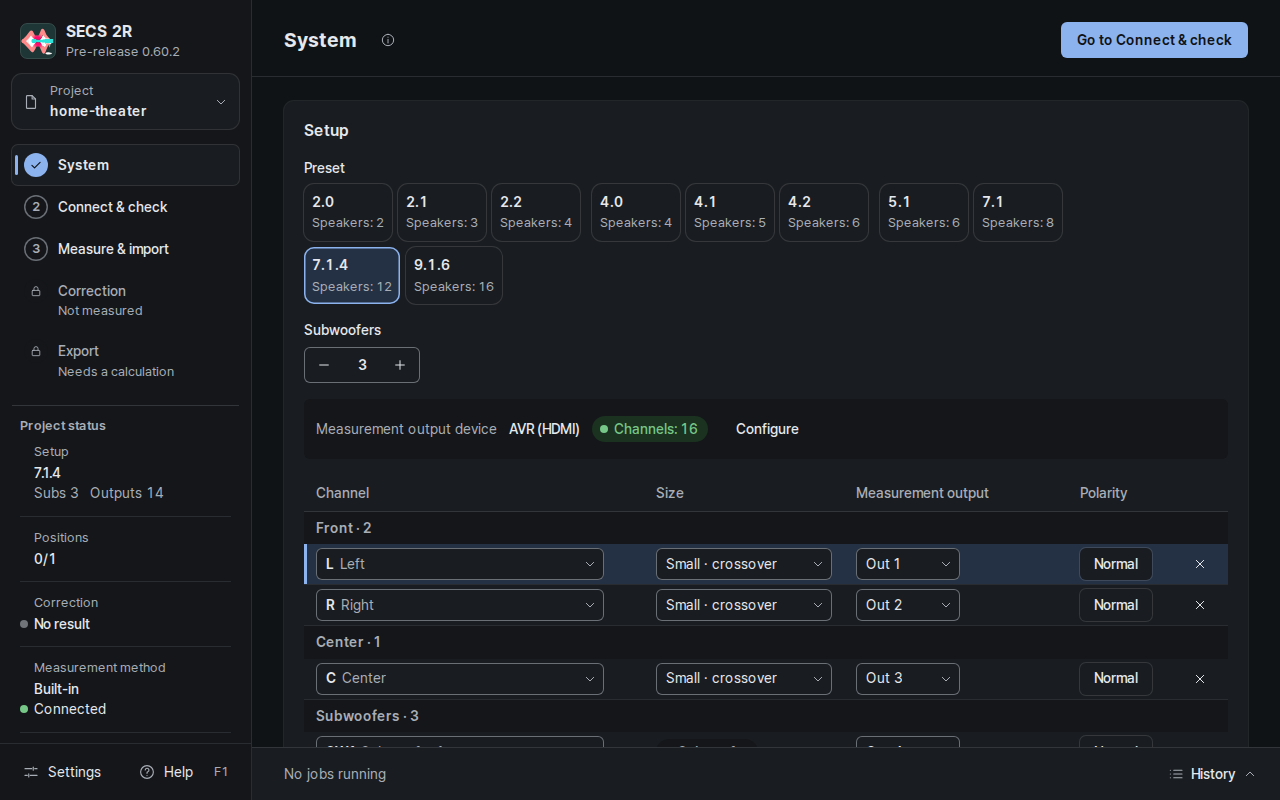 SECS 2R
Pre-release 0.60.2
Project
home-theater
System
2 Connect & check
3 Measure & import
Correction
Not measured
Export
Needs a calculation
Project status
Setup
7.1.4
Subs 3 Outputs 14
Positions
0/1
Correction
No result
Measurement method
Built-in
Connected
Settings
Help F1
System
Go to Connect & check
Setup
Preset
2.0
Speakers: 2
2.1
Speakers: 3
2.2
Speakers: 4
4.0
Speakers: 4
4.1
Speakers: 5
4.2
Speakers: 6
5.1
Speakers: 6
7.1
Speakers: 8
7.1.4
Speakers: 12
9.1.6
Speakers: 16
Subwoofers
3
Measurement output device AVR (HDMI) Channels: 16 Configure
Channel Size Measurement output Polarity
Front · 2
L Left Small · crossover Out 1 Normal
R Right Small · crossover Out 2 Normal
Center · 1
C Center Small · crossover Out 3 Normal
Subwoofers · 3
No jobs running
History